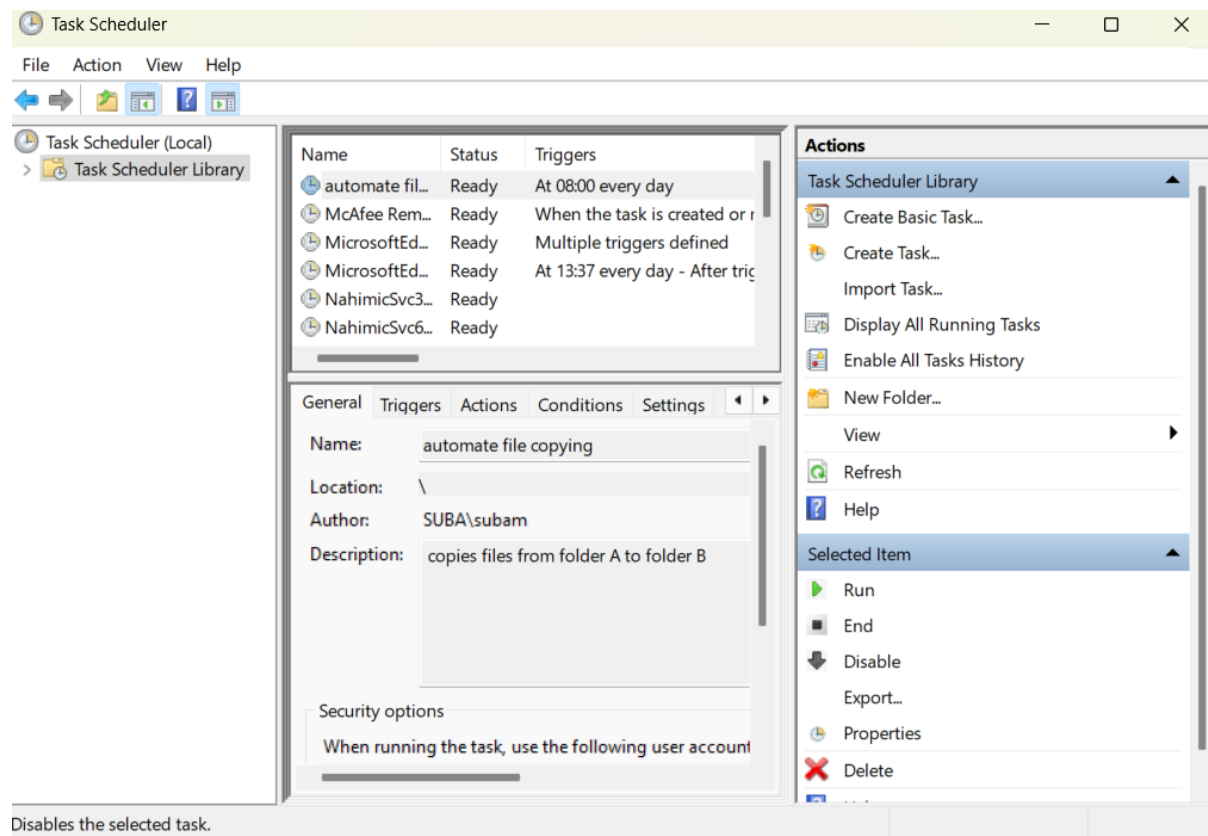 Task Scheduler
File Action View Help
Task Scheduler (Local)
Task Scheduler Library
Name Status Triggers
automate fil... Ready At 08:00 every day
McAfee Rem... Ready When the task is created or
MicrosoftEd... Ready Multiple triggers defined
MicrosoftEd... Ready At 13:37 every day - After trig
NahimicSvc3... Ready
NahimicSvc6... Ready
General Triggers Actions Conditions Settings
Name: automate file copying
Location: \
Author: SUBA\subam
Description: copies files from folder A to folder B
Security options
When running the task, use the following user account
Actions
Task Scheduler Library
Create Basic Task...
Create Task...
Import Task...
Display All Running Tasks
Enable All Tasks History
New Folder...
View
Refresh
Help
Selected Item
Run
End
Disable
Export...
Properties
Delete
Disables the selected task.